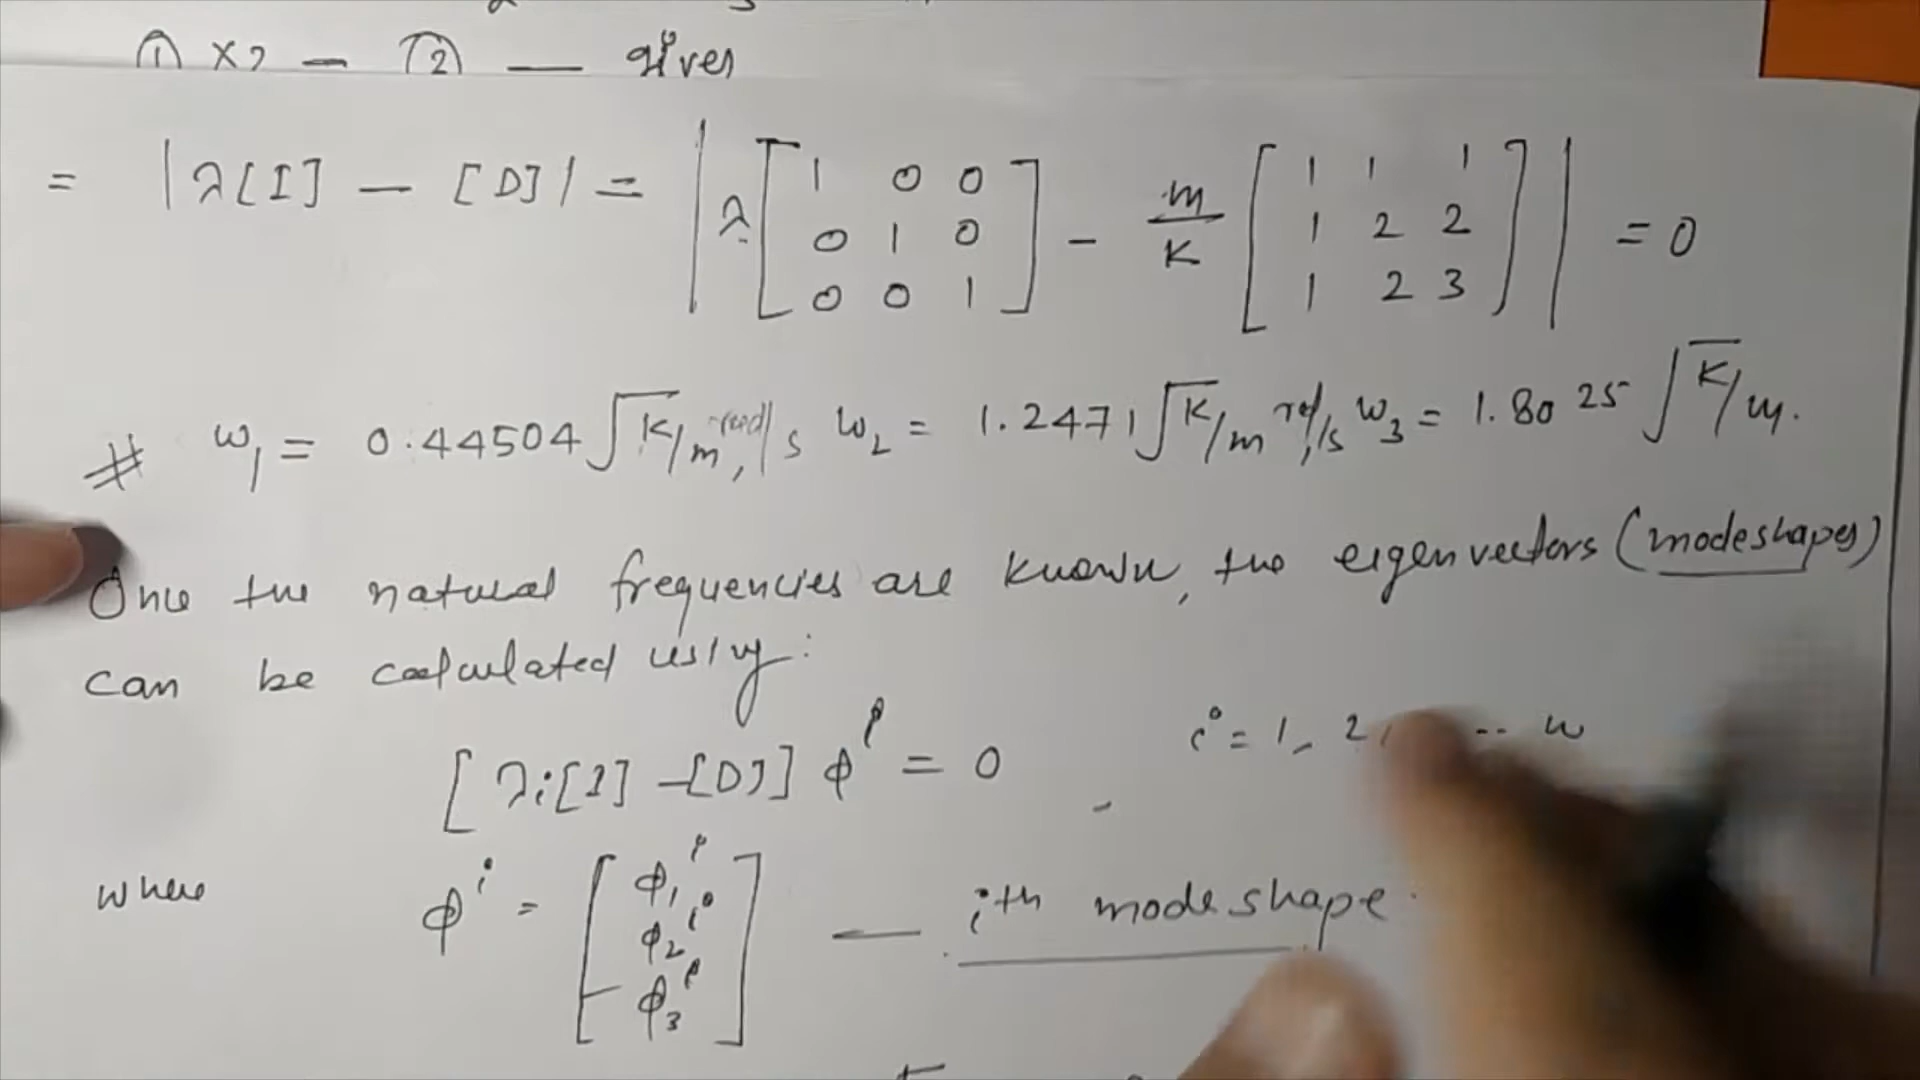 ① x2 — ② — gives
= |λ[I] - [D]| = |λ[1 0 0; 0 1 0; 0 0 1] - m/K [1 1 1; 1 2 2; 1 2 3]| = 0
# ω₁ = 0.44504 √K/m, rad/s ω₂ = 1.2471 √K/m rad/s, ω₃ = 1.8025 √K/m.
Once the natural frequencies are known, the eigenvectors (modeshapes)
can be calculated using:
[λi[I] - [D]] ϕⁱ = 0, i = 1, 2, -- n
where ϕⁱ = [ϕ₁ⁱ; ϕ₂ⁱ; ϕ₃ⁱ] — ith mode shape.